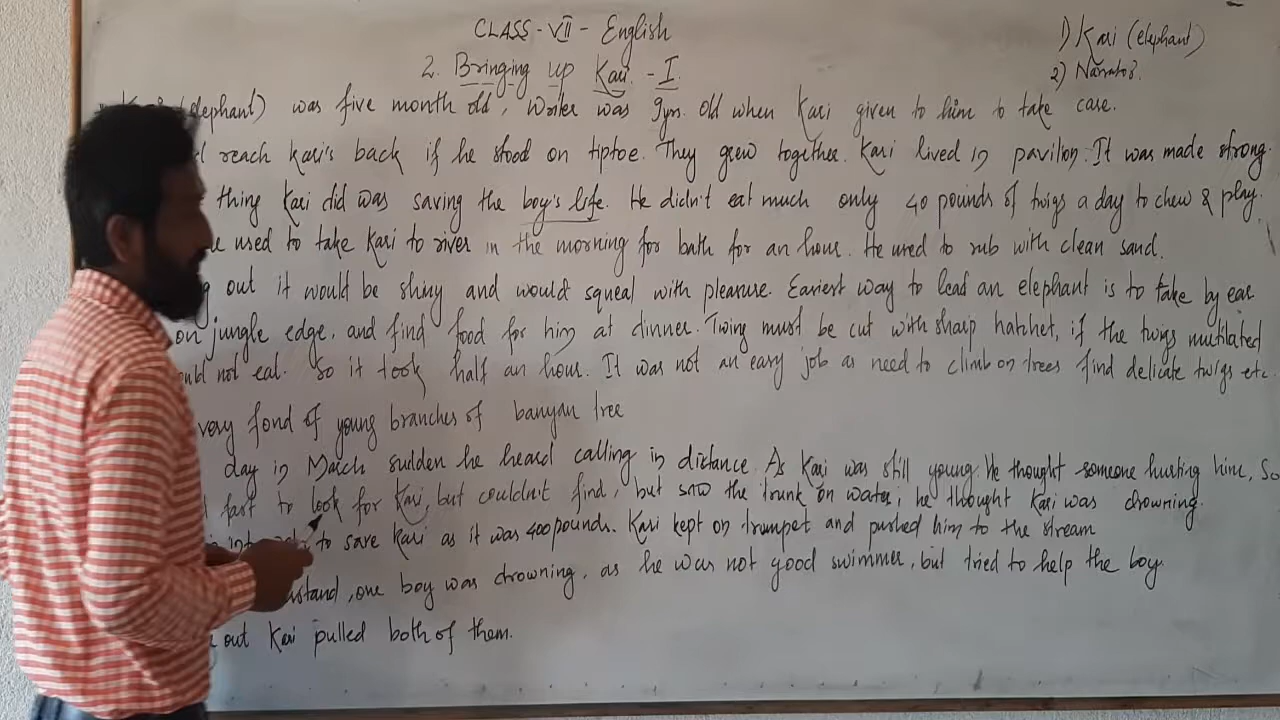 CLASS - VII - English
2. Bringing up Kari - I
1) Kari (elephant)
2) Narrator.
(elephant) was five month old, Writer was 9yrs. old when Kari given to him to take care.
reach Kari's back if he stood on tiptoe. They grew together. Kari lived in pavilion. It was made strong.
thing Kari did was saving the boy's life. He didn't eat much only 40 pounds of twigs a day to chew & play.
used to take Kari to river in the morning for bath for an hour. He used to rub with clean sand.
out it would be shiny and would squeal with pleasure. Easiest way to lead an elephant is to take by ear
on jungle edge, and find food for him at dinner. Twing must be cut with sharp hatchet, if the twigs mutilated
not eat. So it took half an hour. It was not an easy job as need to climb on trees find delicate twigs etc.
very fond of young branches of banyan tree
day in March sudden he heard calling in distance. As Kari was still young. He thought someone hurting him, So
fast to look for Kari, but couldn't find, but saw the trunk on water, he thought Kari was drowning.
to save Kari as it was 400 pounds. Kari kept on trumpet and pushed him to the stream
one boy was drowning, as he was not good swimmer, but tried to help the boy.
out Kari pulled both of them.